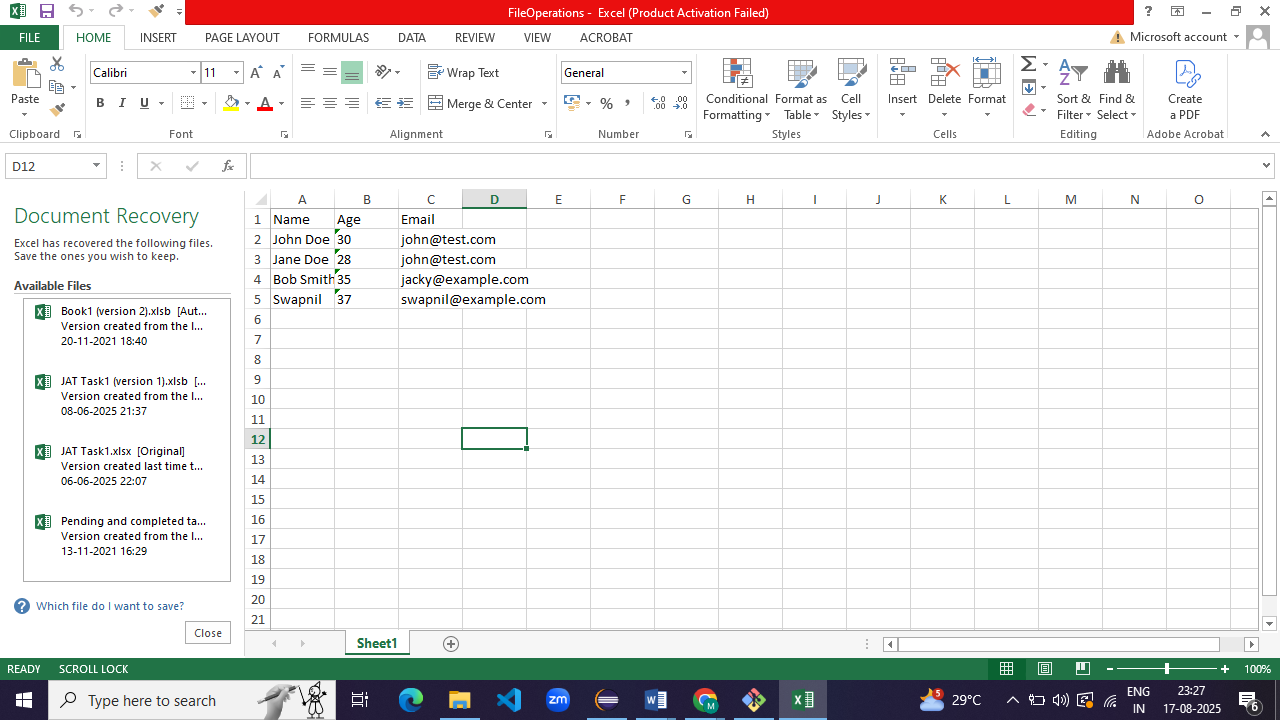 FileOperations - Excel (Product Activation Failed)
FILE HOME INSERT PAGE LAYOUT FORMULAS DATA REVIEW VIEW ACROBAT Microsoft account
Calibri 11 General
Paste Wrap Text Merge & Center
Conditional Formatting
Format as Table
Cell Styles
Insert Delete Format
Sort & Filter
Find & Select
Create a PDF
Clipboard Font Alignment Number Styles Cells Editing Adobe Acrobat
D12
Document Recovery
Excel has recovered the following files.
Save the ones you wish to keep.
Available Files
Book1 (version 2).xlsb [Aut...
Version created from the l...
20-11-2021 18:40
JAT Task1 (version 1).xlsb [...
Version created from the l...
08-06-2025 21:37
JAT Task1.xlsx [Original]
Version created last time t...
06-06-2025 22:07
Pending and completed ta...
Version created from the l...
13-11-2021 16:29
Which file do I want to save?
Close
A B C D E F G H I J K L M N O
1 Name Age Email
2 John Doe 30 john@test.com
3 Jane Doe 28 john@test.com
4 Bob Smith 35 jacky@example.com
5 Swapnil 37 swapnil@example.com
6
7
8
9
10
11
12
13
14
15
16
17
18
19
20
21
Sheet1
READY SCROLL LOCK 100%
Type here to search
29°C
ENG
IN
23:27
17-08-2025